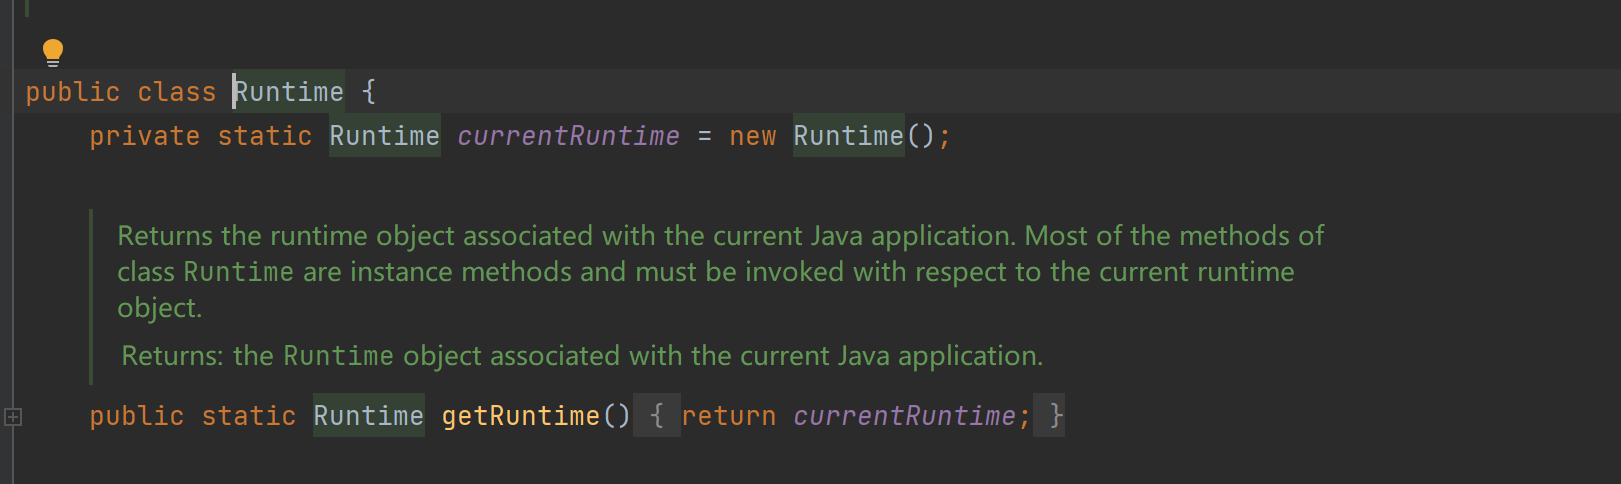 public class Runtime {
private static Runtime currentRuntime = new Runtime();
Returns the runtime object associated with the current Java application. Most of the methods of
class Runtime are instance methods and must be invoked with respect to the current runtime
object.
Returns: the Runtime object associated with the current Java application.
public static Runtime getRuntime() { return currentRuntime; }